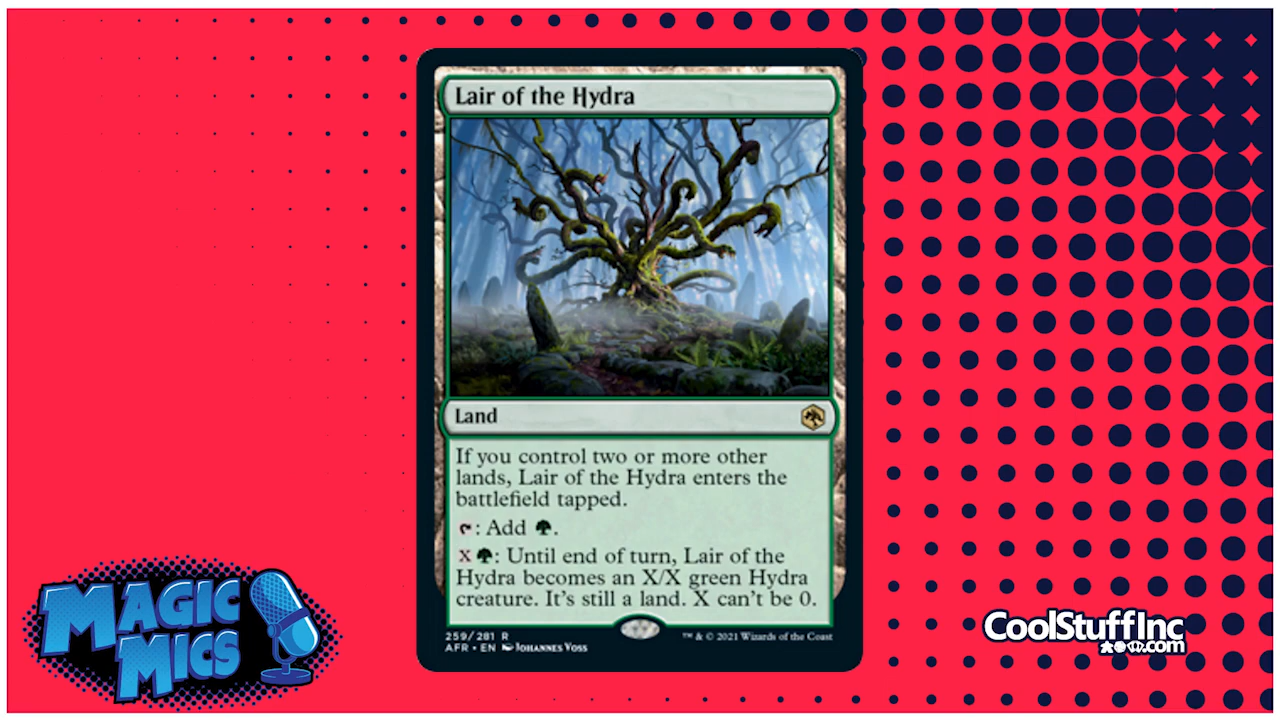 Lair of the Hydra
Land
If you control two or more other
lands, Lair of the Hydra enters the
battlefield tapped.
: Add .
X : Until end of turn, Lair of the
Hydra becomes an X/X green Hydra
creature. It's still a land. X can't be 0.
259/281 R
AFR • EN Johannes Voss
™ & © 2021 Wizards of the Coast
MAGIC
MICS
CoolStuffInc
.com